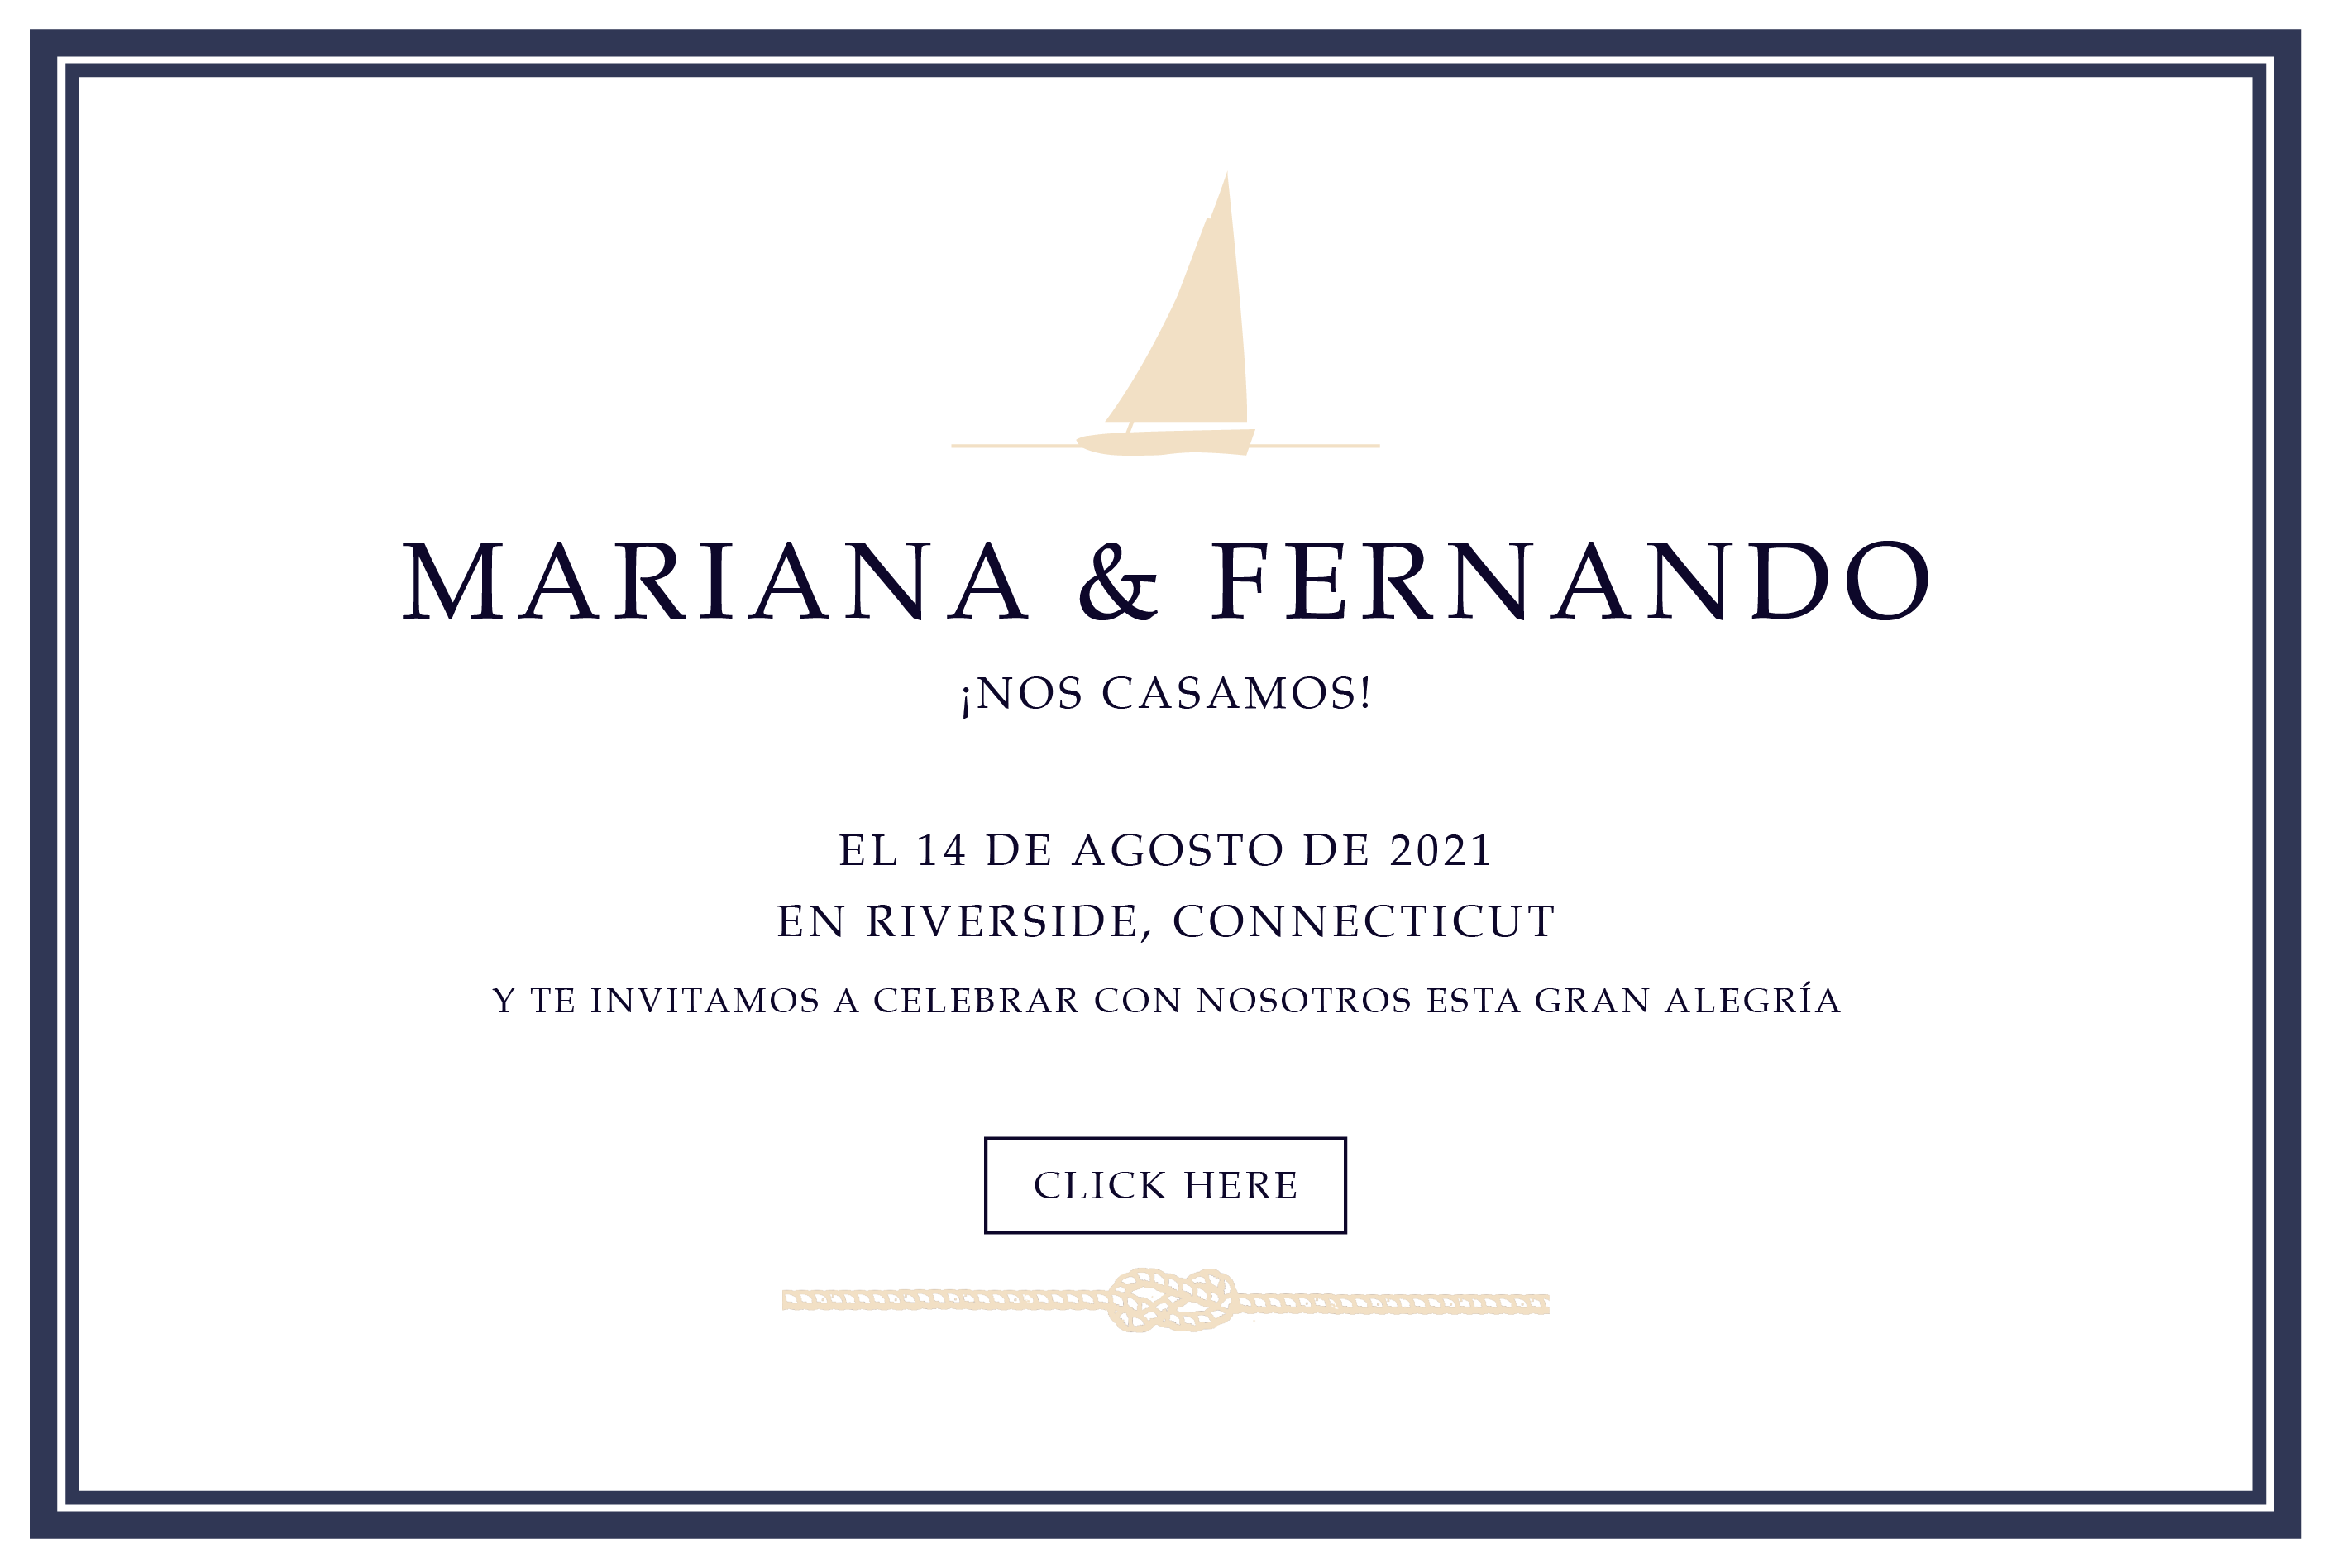 MARIANA & FERNANDO
¡NOS CASAMOS!
EL 14 DE AGOSTO DE 2021
EN RIVERSIDE, CONNECTICUT
Y TE INVITAMOS A CELEBRAR CON NOSOTROS ESTA GRAN ALEGRÍA
CLICK HERE